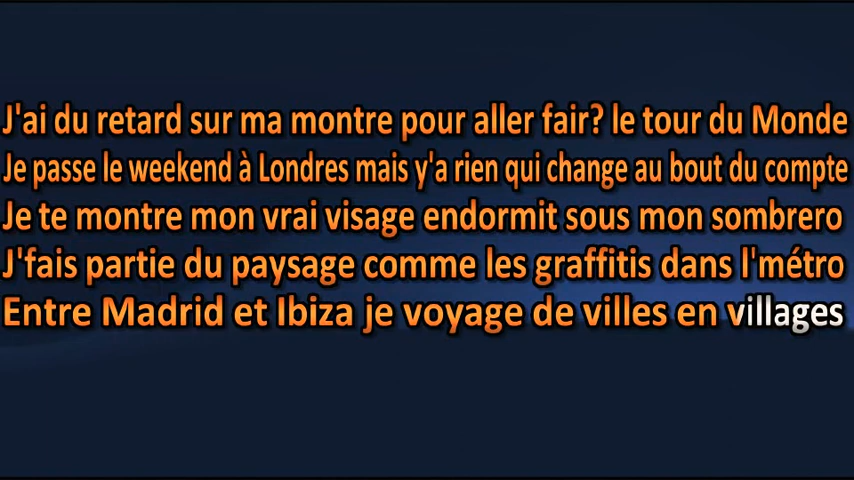 J'ai du retard sur ma montre pour aller fair? le tour du Monde
Je passe le weekend à Londres mais y'a rien qui change au bout du compte
Je te montre mon vrai visage endormit sous mon sombrero
J'fais partie du paysage comme les graffitis dans l'métro
Entre Madrid et Ibiza je voyage de villes en villages